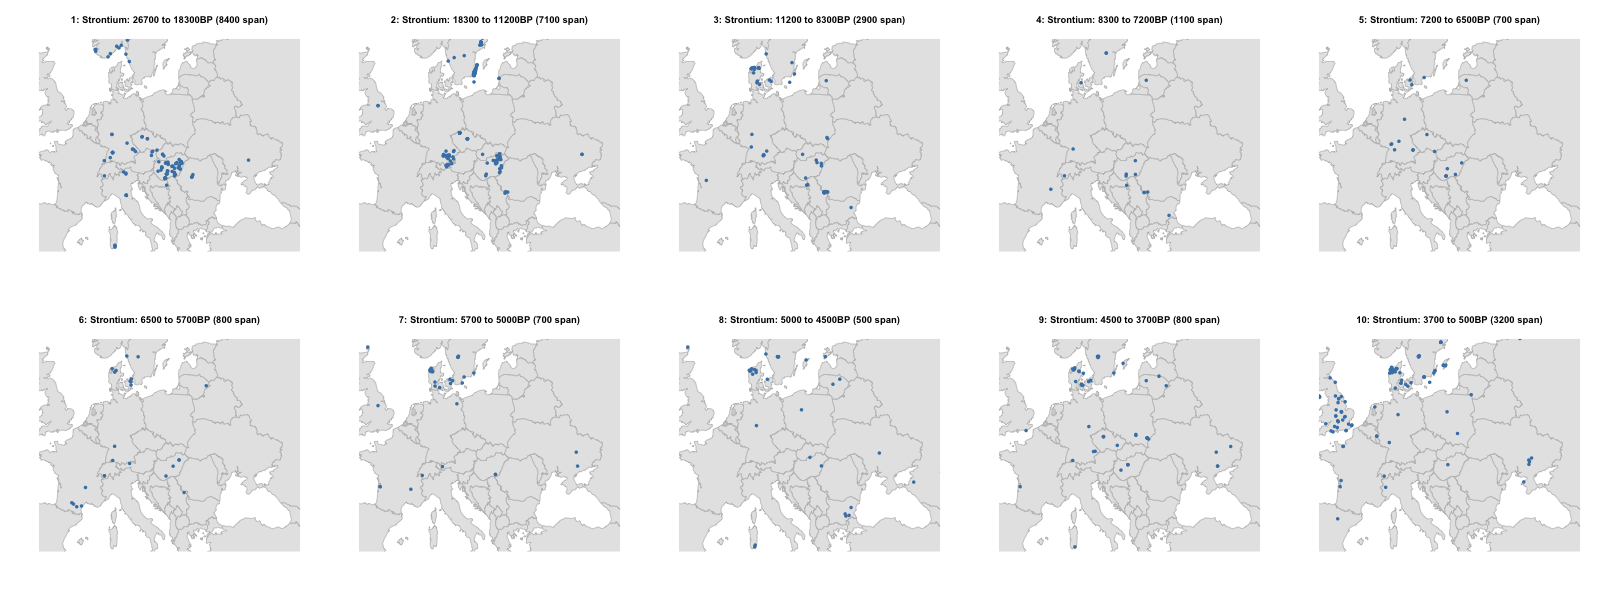 1: Strontium: 26700 to 18300BP (8400 span)
2: Strontium: 18300 to 11200BP (7100 span)
3: Strontium: 11200 to 8300BP (2900 span)
4: Strontium: 8300 to 7200BP (1100 span)
5: Strontium: 7200 to 6500BP (700 span)
6: Strontium: 6500 to 5700BP (800 span)
7: Strontium: 5700 to 5000BP (700 span)
8: Strontium: 5000 to 4500BP (500 span)
9: Strontium: 4500 to 3700BP (800 span)
10: Strontium: 3700 to 500BP (3200 span)